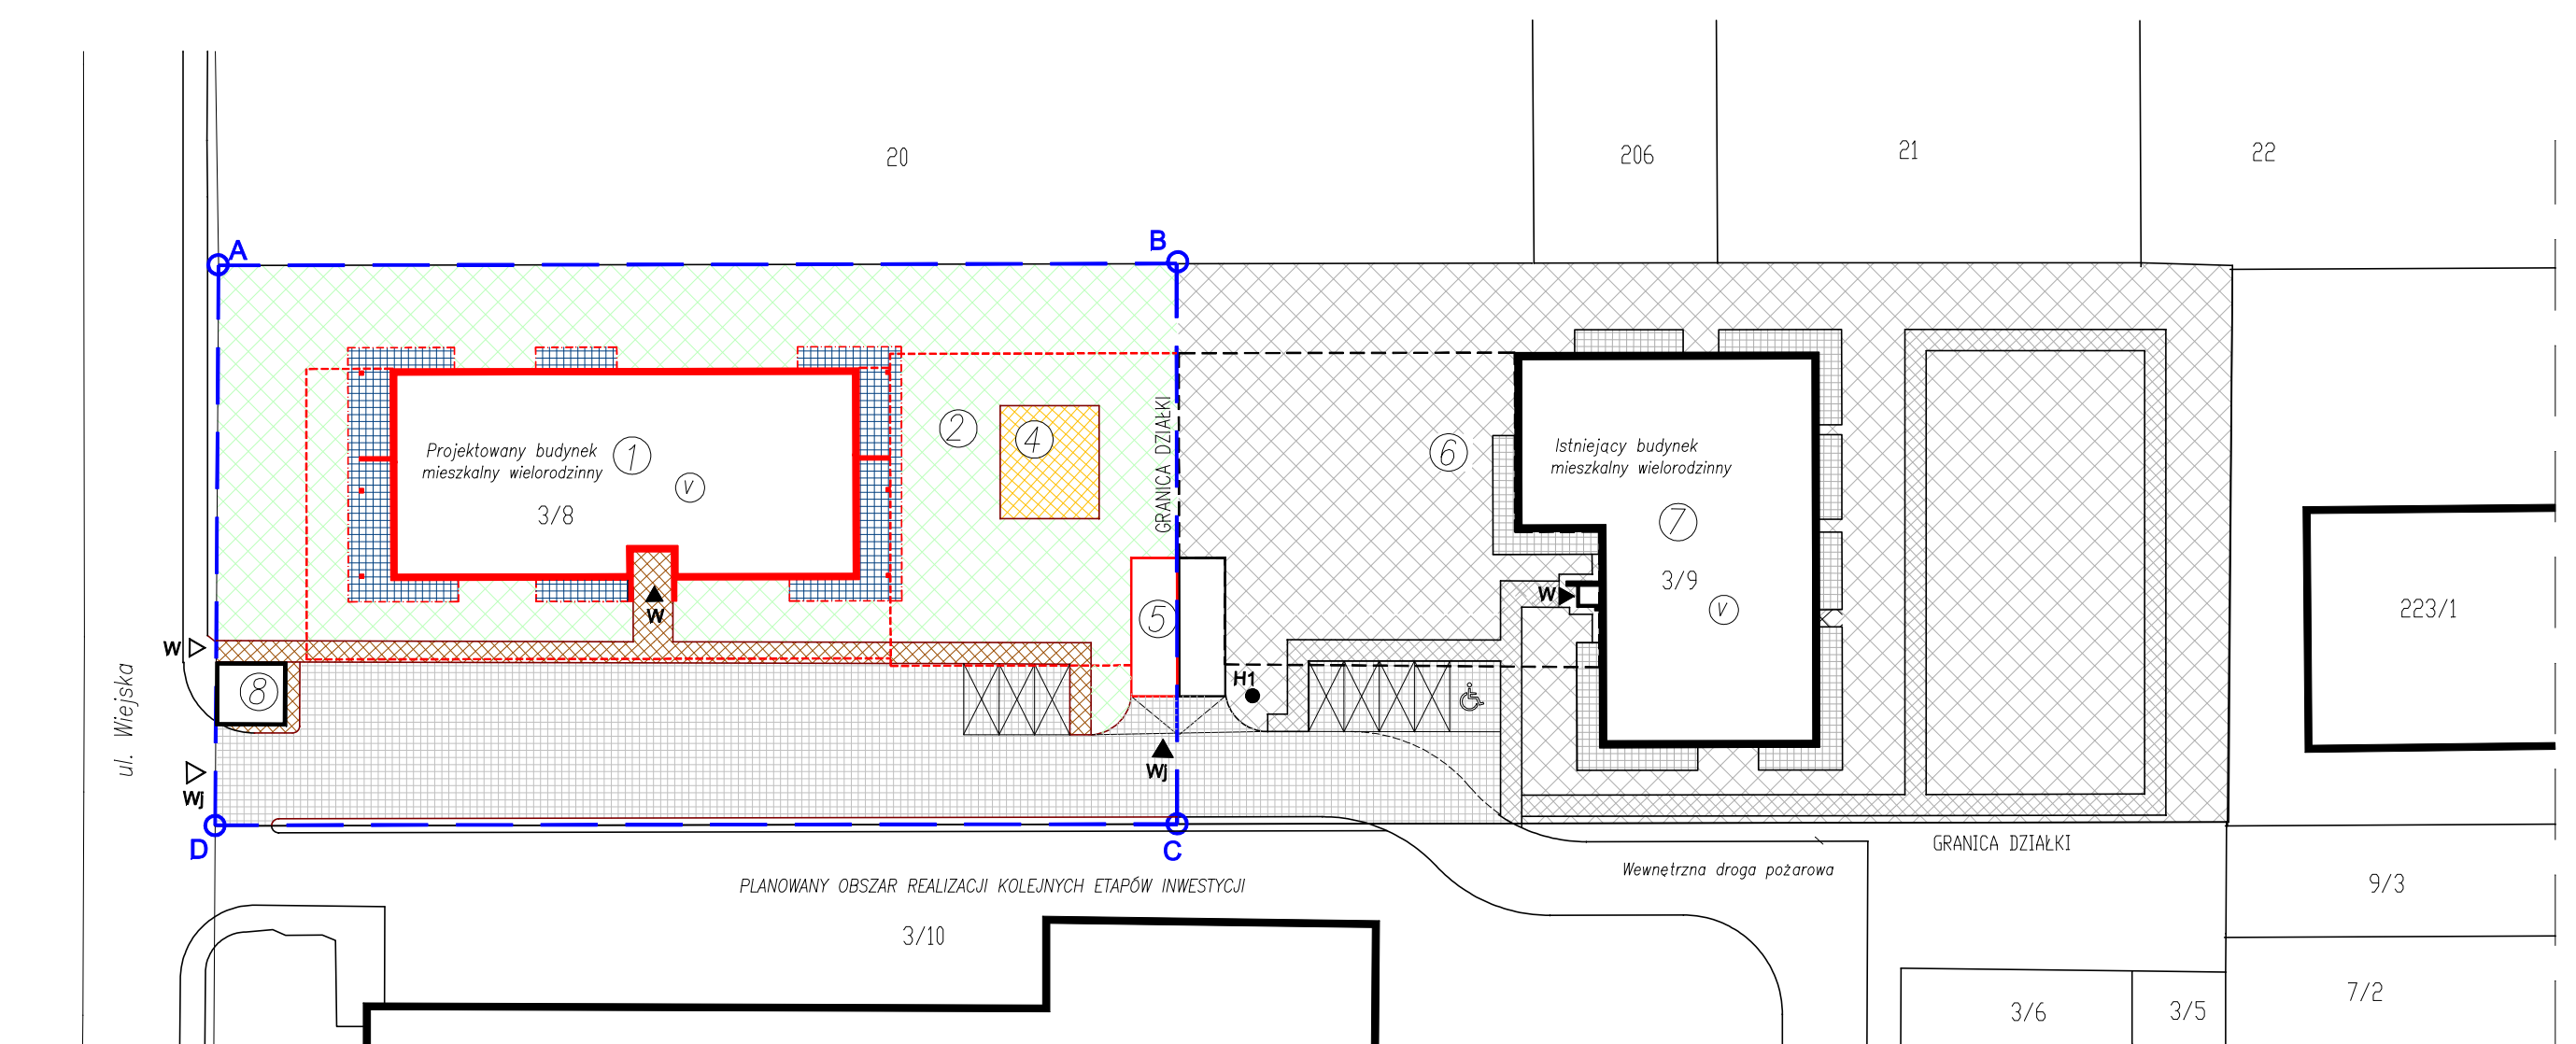 20
206
21
22
A
B
Projektowany budynek
mieszkalny wielorodzinny
1
V
3/8
2
4
GRANICA DZIAŁKI
6
Istniejący budynek
mieszkalny wielorodzinny
7
3/9
V
W
W
W
5
8
H1
Wj
Wj
ul. Wiejska
223/1
D
C
GRANICA DZIAŁKI
Wewnętrzna droga pożarowa
PLANOWANY OBSZAR REALIZACJI KOLEJNYCH ETAPÓW INWESTYCJI
3/10
9/3
7/2
3/6
3/5